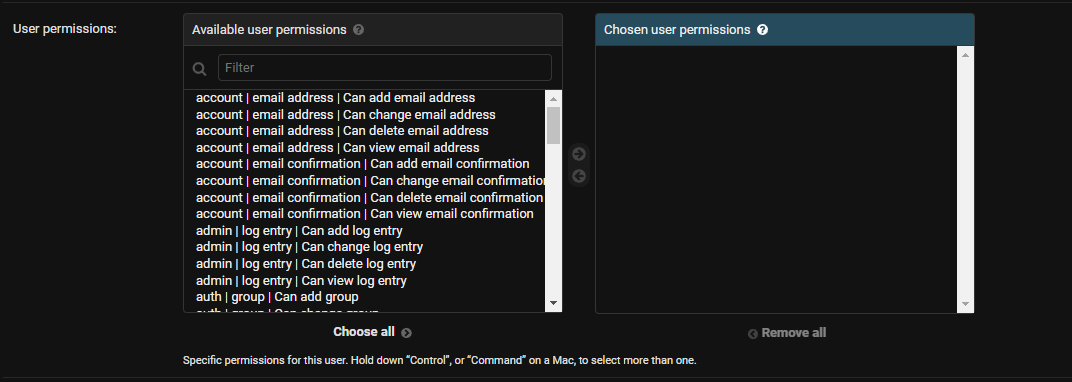 User permissions:
Available user permissions ?
Filter
account | email address | Can add email address
account | email address | Can change email address
account | email address | Can delete email address
account | email address | Can view email address
account | email confirmation | Can add email confirmation
account | email confirmation | Can change email confirmation
account | email confirmation | Can delete email confirmation
account | email confirmation | Can view email confirmation
admin | log entry | Can add log entry
admin | log entry | Can change log entry
admin | log entry | Can delete log entry
admin | log entry | Can view log entry
auth | group | Can add group
auth | group | Can change group
Choose all
Chosen user permissions ?
Remove all
Specific permissions for this user. Hold down “Control”, or “Command” on a Mac, to select more than one.